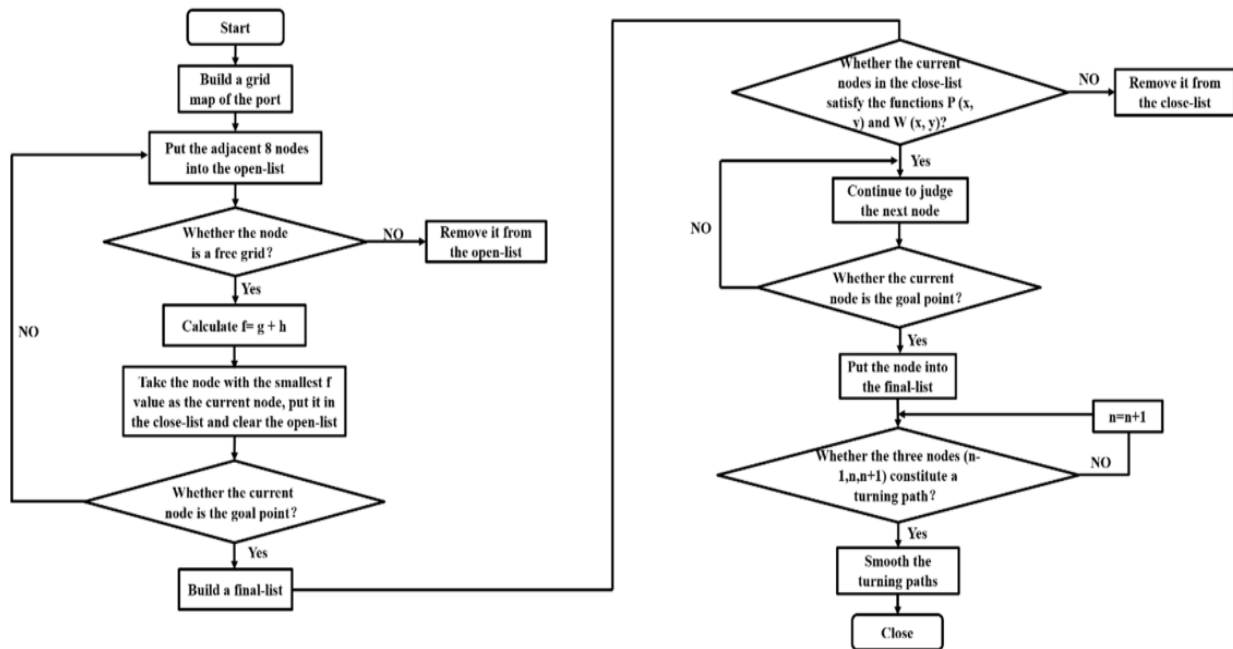 Start
Build a grid
map of the port
Put the adjacent 8 nodes
into the open-list
Whether the node
is a free grid?
NO
Remove it from
the open-list
Yes
Calculate f= g + h
NO
Take the node with the smallest f
value as the current node, put it in
the close-list and clear the open-list
Whether the current
node is the goal point?
Yes
Build a final-list
Whether the current
nodes in the close-list
satisfy the functions P (x,
y) and W (x, y)?
NO
Remove it from
the close-list
Yes
Continue to judge
the next node
NO
Whether the current
node is the goal point?
Yes
Put the node into
the final-list
n=n+1
Whether the three nodes (n-
1,n,n+1) constitute a
turning path?
NO
Yes
Smooth the
turning paths
Close